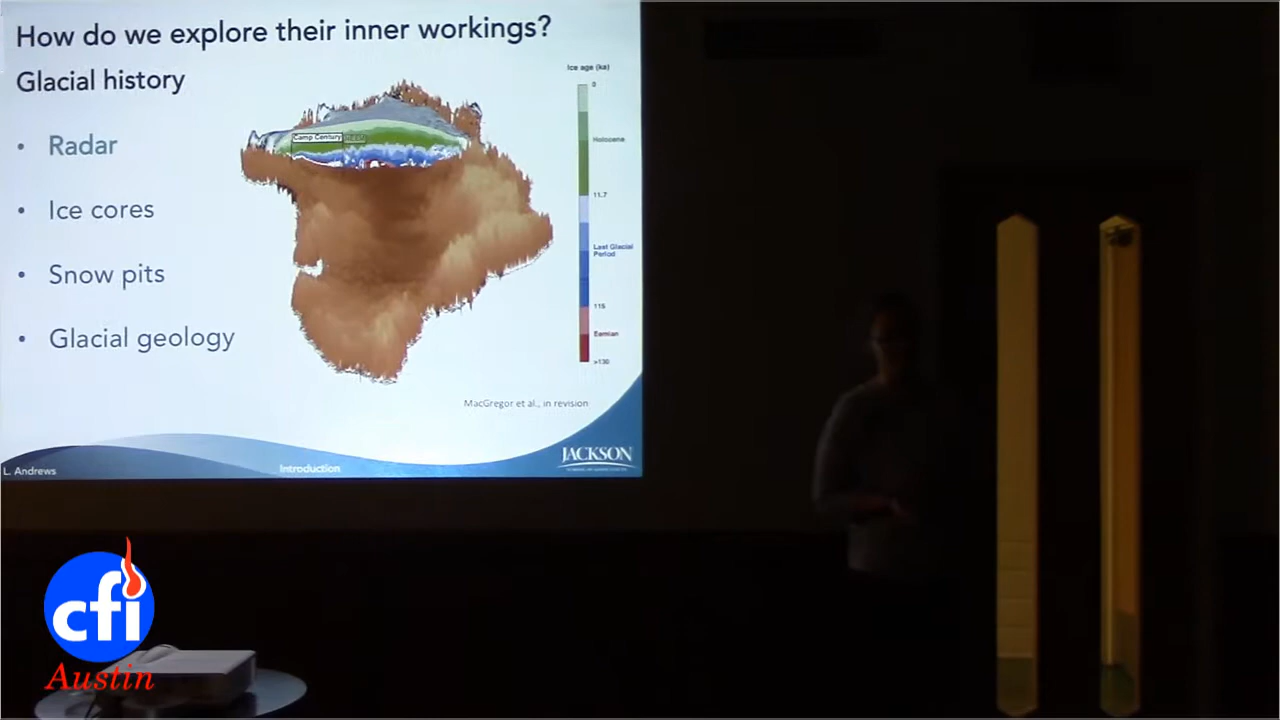 How do we explore their inner workings?
Glacial history
• Radar
• Ice cores
• Snow pits
• Glacial geology
Camp Century
Ice age (ka)
0
Holocene
11.7
Last Glacial
Period
115
Eemian
>130
MacGregor et al., in revision
L. Andrews
Introduction
JACKSON
cfi
Austin